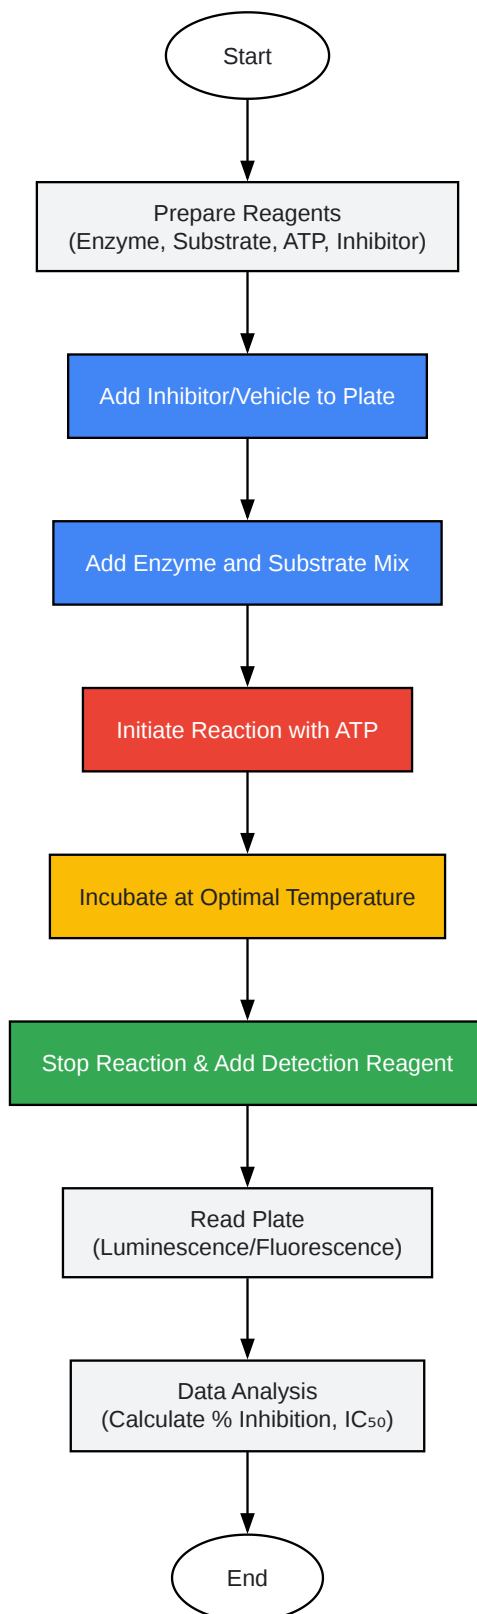 Start
Prepare Reagents
(Enzyme, Substrate, ATP, Inhibitor)
Add Inhibitor/Vehicle to Plate
Add Enzyme and Substrate Mix
Initiate Reaction with ATP
Incubate at Optimal Temperature
Stop Reaction & Add Detection Reagent
Read Plate
(Luminescence/Fluorescence)
Data Analysis
(Calculate % Inhibition, IC₅₀)
End